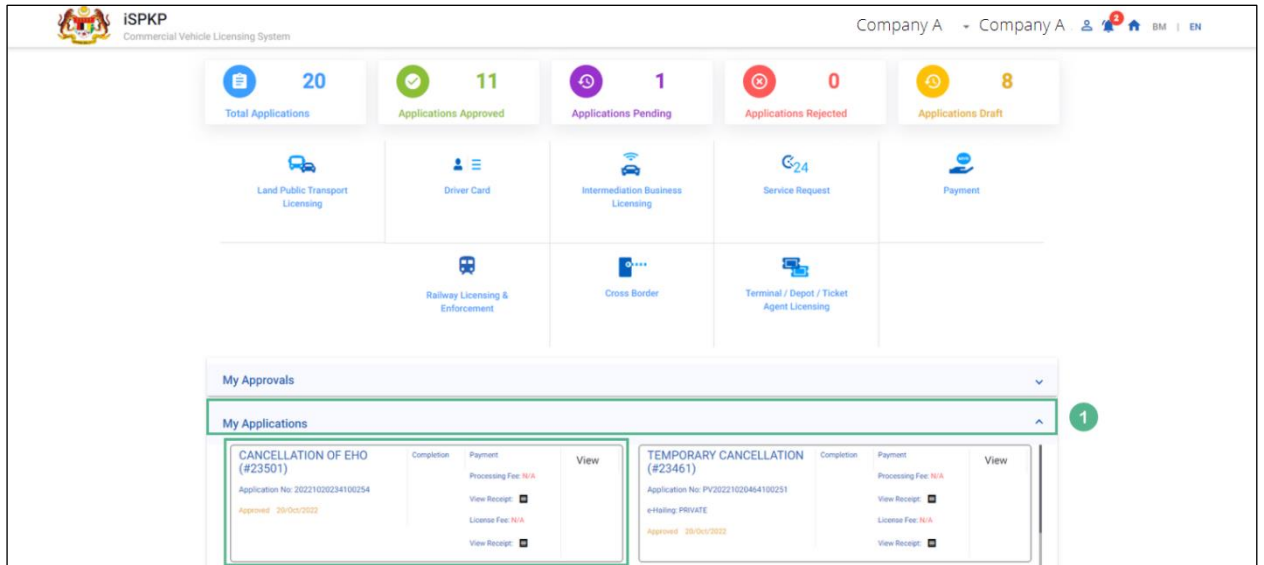 iSPKP
Commercial Vehicle Licensing System
Company A Company A 2 BM | EN
20 11 1 0 8
Total Applications Applications Approved Applications Pending Applications Rejected Applications Draft
24
Land Public Transport Licensing
Driver Card
Intermediation Business Licensing
Service Request
Payment
Railway Licensing & Enforcement
Cross Border
Terminal / Depot / Ticket Agent Licensing
My Approvals
My Applications 1
CANCELLATION OF EHO
(#23501)
Application No: 20221020234100254
Approved 20/Oct/2022
Completion
Payment
Processing Fee: N/A
View Receipt:
License Fee: N/A
View Receipt:
View
TEMPORARY CANCELLATION
(#23461)
Application No: PV20221020464100251
e-Hailing: PRIVATE
Approved 20/Oct/2022
Completion
Payment
Processing Fee: N/A
View Receipt:
License Fee: N/A
View Receipt:
View